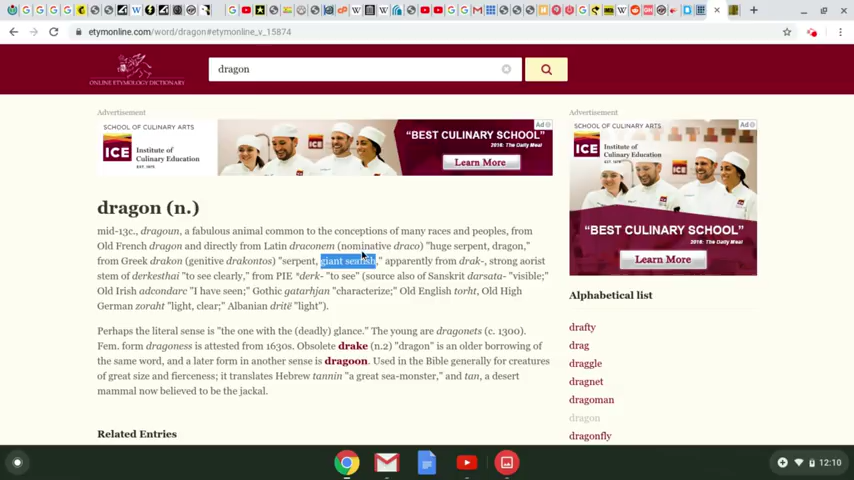 etymonline.com/word/dragon#etymonline_v_15874
ONLINE ETYMOLOGY DICTIONARY
dragon
Advertisement
SCHOOL OF CULINARY ARTS
ICE
Institute of
Culinary Education
EST. 1975
"BEST CULINARY SCHOOL"
2016: The Daily Meal
Learn More
Ad
dragon (n.)
mid-13c., dragoun, a fabulous animal common to the conceptions of many races and peoples, from
Old French dragon and directly from Latin draconem (nominative draco) "huge serpent, dragon,"
from Greek drakon (genitive drakontos) "serpent, giant seafish," apparently from drak-, strong aorist
stem of derkesthai "to see clearly," from PIE *derk- "to see" (source also of Sanskrit darsata- "visible;"
Old Irish adcondarc "I have seen;" Gothic gatarhjan "characterize;" Old English torht, Old High
German zoraht "light, clear;" Albanian dritë "light").
Perhaps the literal sense is "the one with the (deadly) glance." The young are dragonets (c. 1300).
Fem. form dragoness is attested from 1630s. Obsolete drake (n.2) "dragon" is an older borrowing of
the same word, and a later form in another sense is dragoon. Used in the Bible generally for creatures
of great size and fierceness; it translates Hebrew tannin "a great sea-monster," and tan, a desert
mammal now believed to be the jackal.
Related Entries
Advertisement
SCHOOL OF CULINARY ARTS
Ad
ICE
Institute of
Culinary Education
EST. 1975
"BEST CULINARY SCHOOL"
2016: The Daily Meal
Learn More
Alphabetical list
drafty
drag
draggle
dragnet
dragoman
dragon
dragonfly
12:10